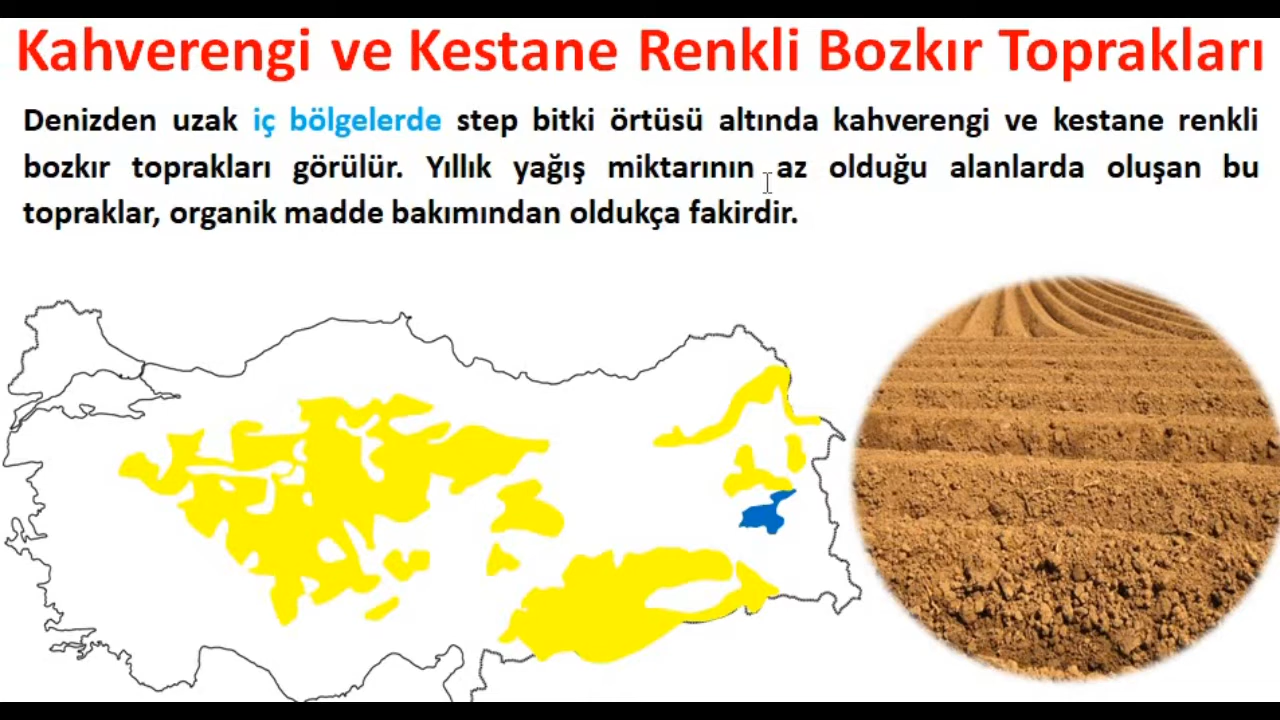 Kahverengi ve Kestane Renkli Bozkır Toprakları
Denizden uzak iç bölgelerde step bitki örtüsü altında kahverengi ve kestane renkli
bozkır toprakları görülür. Yıllık yağış miktarının az olduğu alanlarda oluşan bu
topraklar, organik madde bakımından oldukça fakirdir.